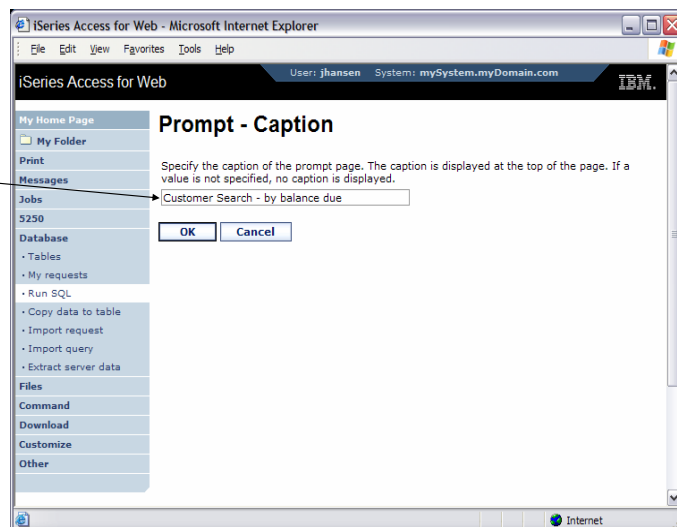 iSeries Access for Web - Microsoft Internet Explorer
File Edit View Favorites Tools Help
iSeries Access for Web
User: jhansen System: mySystem.myDomain.com
IBM.
My Home Page
My Folder
Print
Messages
Jobs
5250
Database
• Tables
• My requests
• Run SQL
• Copy data to table
• Import request
• Import query
• Extract server data
Files
Command
Download
Customize
Other
Prompt - Caption
Specify the caption of the prompt page. The caption is displayed at the top of the page. If a
value is not specified, no caption is displayed.
Customer Search - by balance due
OK Cancel
Internet